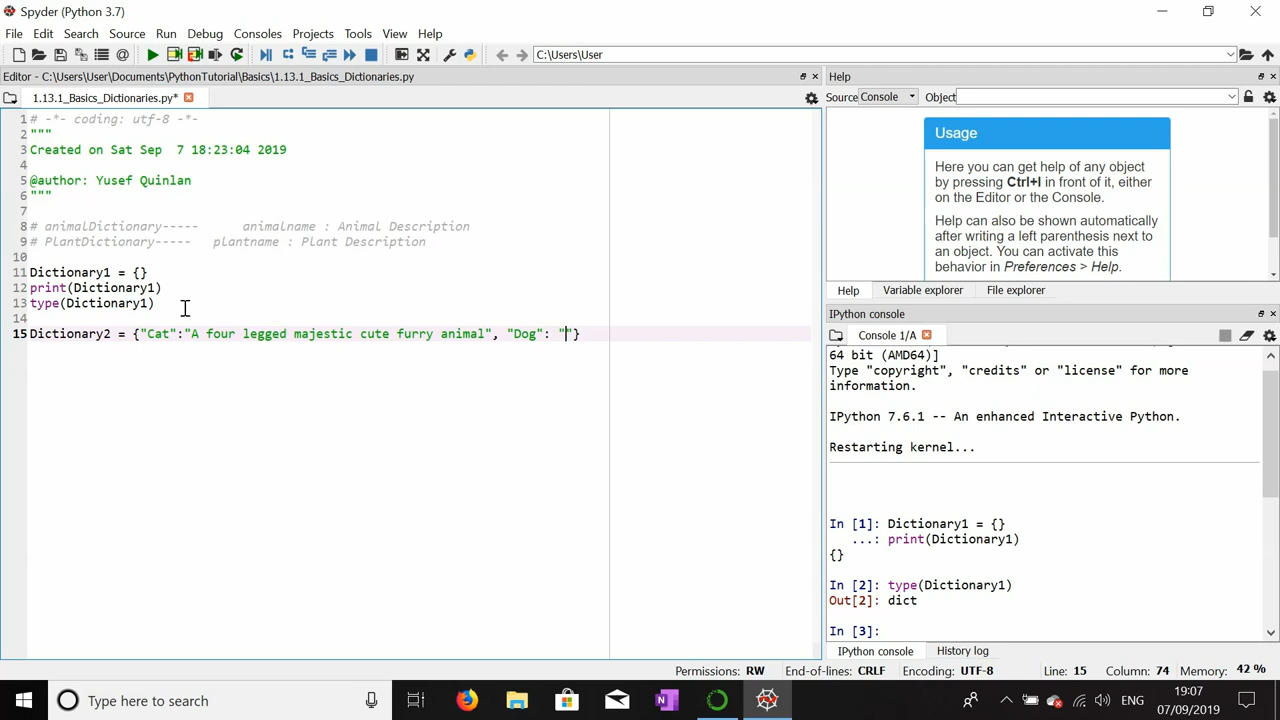 Spyder (Python 3.7)
File Edit Search Source Run Debug Consoles Projects Tools View Help
C:\Users\User
Editor - C:\Users\User\Documents\PythonTutorial\Basics\1.13.1_Basics_Dictionaries.py
1.13.1_Basics_Dictionaries.py*
1 # -*- coding: utf-8 -*-
2 """
3 Created on Sat Sep  7 18:23:04 2019
4
5 @author: Yusef Quinlan
6 """
7
8 # animalDictionary-----      animalname : Animal Description
9 # PlantDictionary-----   plantname : Plant Description
10
11 Dictionary1 = {}
12 print(Dictionary1)
13 type(Dictionary1)
14
15 Dictionary2 = {"Cat":"A four legged majestic cute furry animal", "Dog": ""}
Help
Source Console Object
Usage
Here you can get help of any object
by pressing Ctrl+I in front of it, either
on the Editor or the Console.
Help can also be shown automatically
after writing a left parenthesis next to
an object. You can activate this
behavior in Preferences > Help.
Help Variable explorer File explorer
IPython console
Console 1/A
64 bit (AMD64)]
Type "copyright", "credits" or "license" for more
information.
IPython 7.6.1 -- An enhanced Interactive Python.
Restarting kernel...
In [1]: Dictionary1 = {}
   ...: print(Dictionary1)
{}
In [2]: type(Dictionary1)
Out[2]: dict
In [3]:
IPython console History log
Permissions: RW End-of-lines: CRLF Encoding: UTF-8 Line: 15 Column: 74 Memory: 42 %
Type here to search
ENG
19:07
07/09/2019